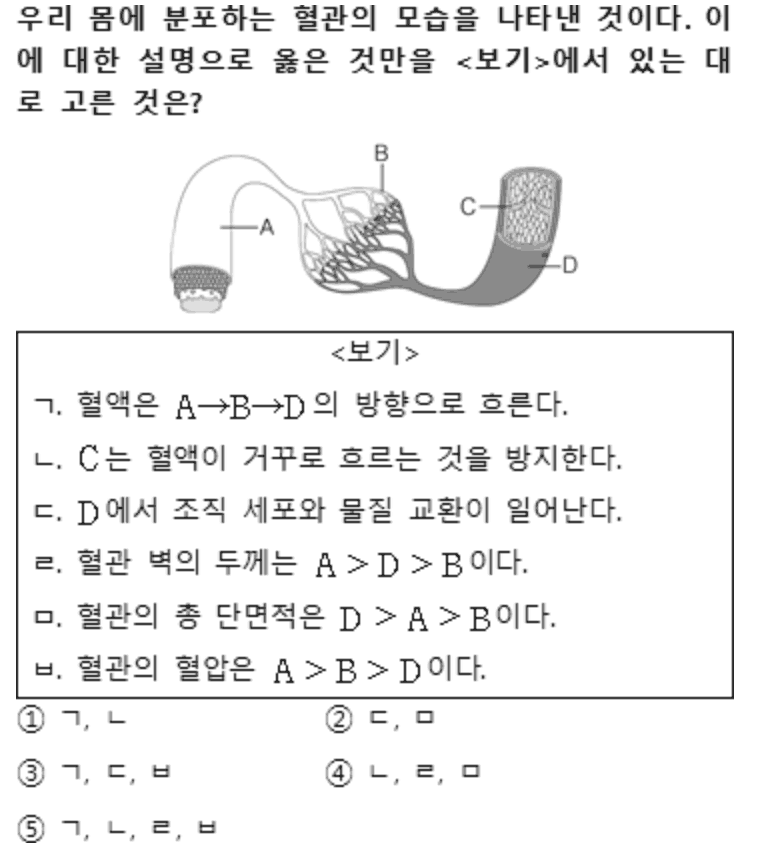 우리 몸에 분포하는 혈관의 모습을 나타낸 것이다. 이
에 대한 설명으로 옳은 것만을 <보기>에서 있는 대
로 고른 것은?
B
A
C
D
<보기>
ㄱ. 혈액은 A→B→D의 방향으로 흐른다.
ㄴ. C는 혈액이 거꾸로 흐르는 것을 방지한다.
ㄷ. D에서 조직 세포와 물질 교환이 일어난다.
ㄹ. 혈관 벽의 두께는 A > D > B이다.
ㅁ. 혈관의 총 단면적은 D > A > B이다.
ㅂ. 혈관의 혈압은 A > B > D이다.
① ㄱ, ㄴ ② ㄷ, ㅁ
③ ㄱ, ㄷ, ㅂ ④ ㄴ, ㄹ, ㅁ
⑤ ㄱ, ㄴ, ㄹ, ㅂ